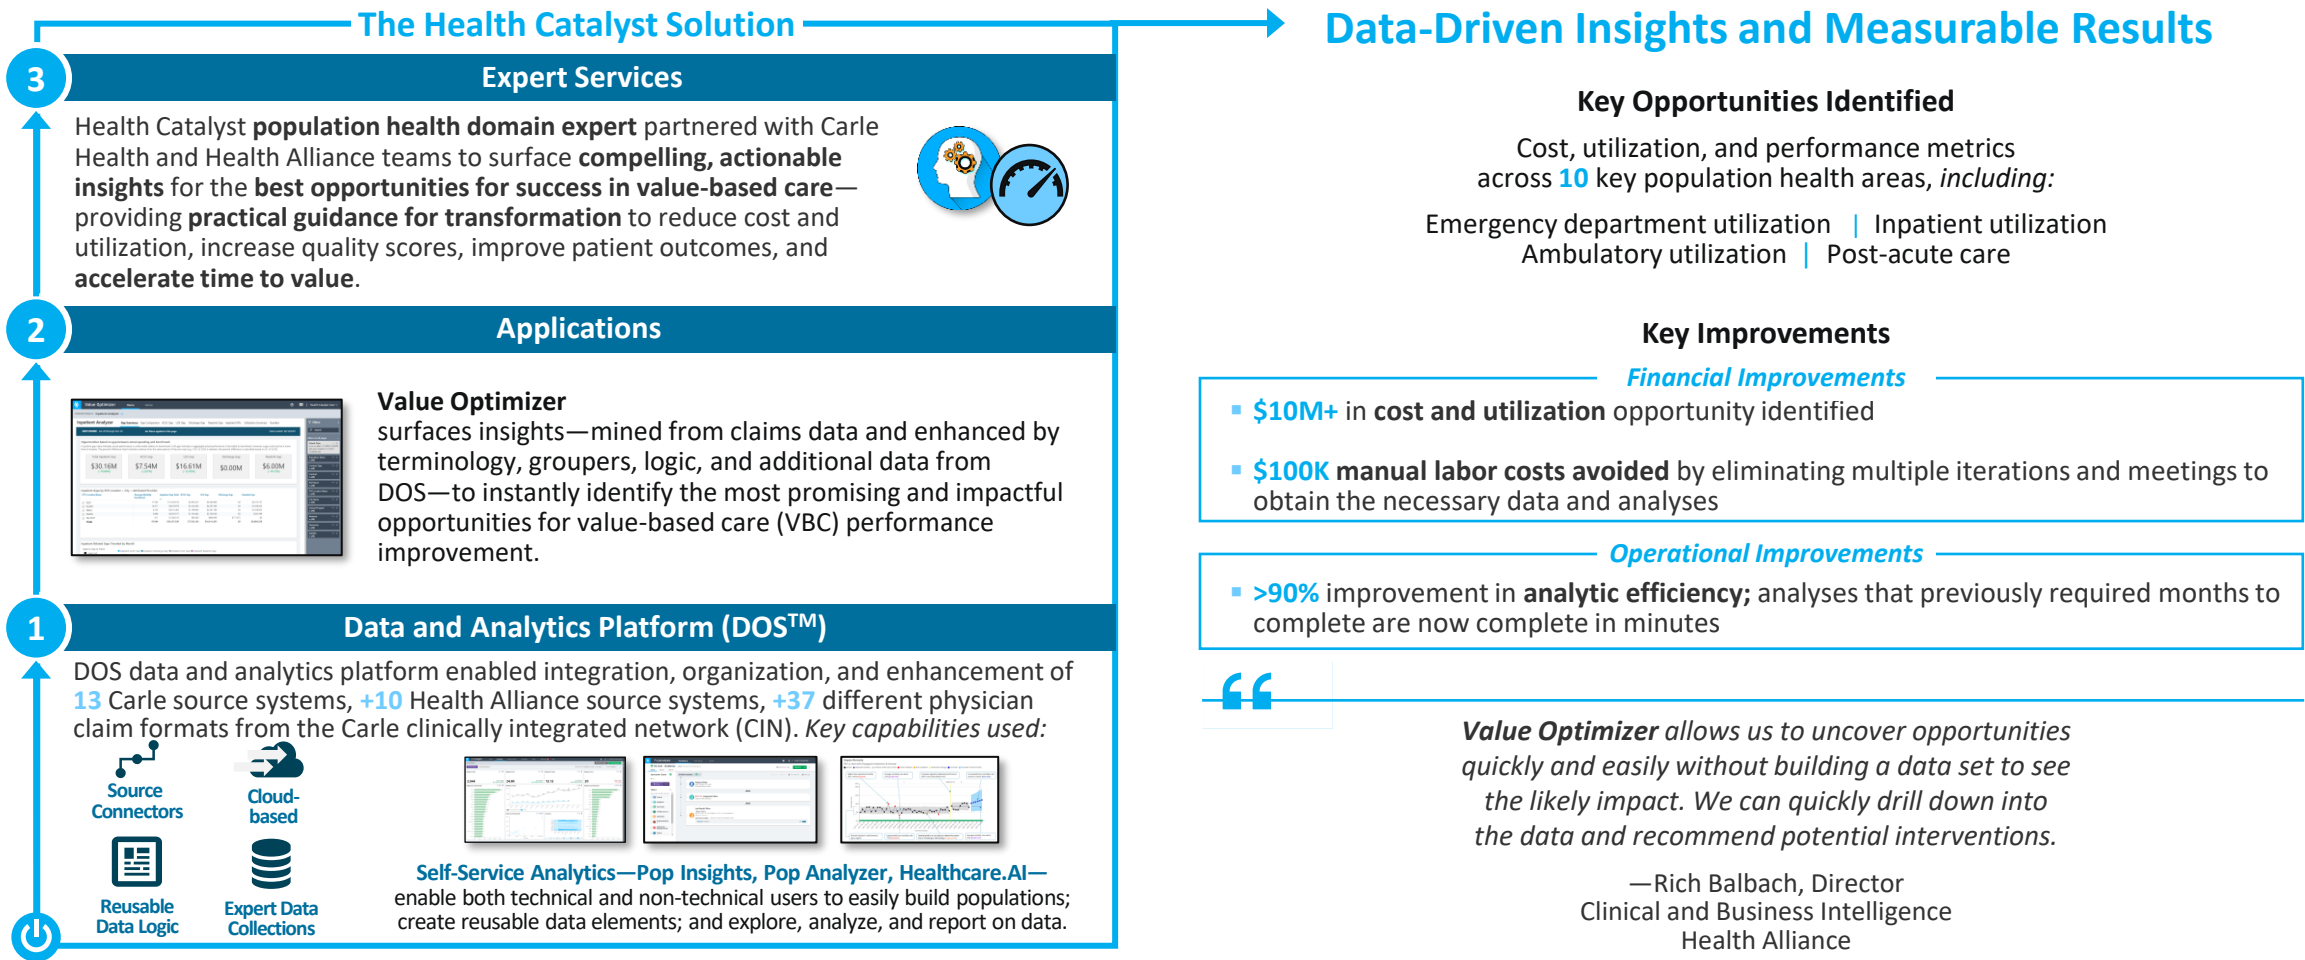 The Health Catalyst Solution
3
Expert Services
Health Catalyst population health domain expert partnered with Carle
Health and Health Alliance teams to surface compelling, actionable
insights for the best opportunities for success in value-based care—
providing practical guidance for transformation to reduce cost and
utilization, increase quality scores, improve patient outcomes, and
accelerate time to value.
2
Applications
Inpatient Analyzer
$30.16M
$7.54M
$16.61M
$0.00M
$6.00M
Value Optimizer
surfaces insights—mined from claims data and enhanced by
terminology, groupers, logic, and additional data from
DOS—to instantly identify the most promising and impactful
opportunities for value-based care (VBC) performance
improvement.
1
Data and Analytics Platform (DOS™)
DOS data and analytics platform enabled integration, organization, and enhancement of
13 Carle source systems, +10 Health Alliance source systems, +37 different physician
claim formats from the Carle clinically integrated network (CIN). Key capabilities used:
Source
Connectors
Cloud-
based
Reusable
Data Logic
Expert Data
Collections
Self-Service Analytics—Pop Insights, Pop Analyzer, Healthcare.AI—
enable both technical and non-technical users to easily build populations;
create reusable data elements; and explore, analyze, and report on data.
Data-Driven Insights and Measurable Results
Key Opportunities Identified
Cost, utilization, and performance metrics
across 10 key population health areas, including:
Emergency department utilization | Inpatient utilization
Ambulatory utilization | Post-acute care
Key Improvements
Financial Improvements
▪ $10M+ in cost and utilization opportunity identified
▪ $100K manual labor costs avoided by eliminating multiple iterations and meetings to
obtain the necessary data and analyses
Operational Improvements
▪ >90% improvement in analytic efficiency; analyses that previously required months to
complete are now complete in minutes
“
Value Optimizer allows us to uncover opportunities
quickly and easily without building a data set to see
the likely impact. We can quickly drill down into
the data and recommend potential interventions.
—Rich Balbach, Director
Clinical and Business Intelligence
Health Alliance